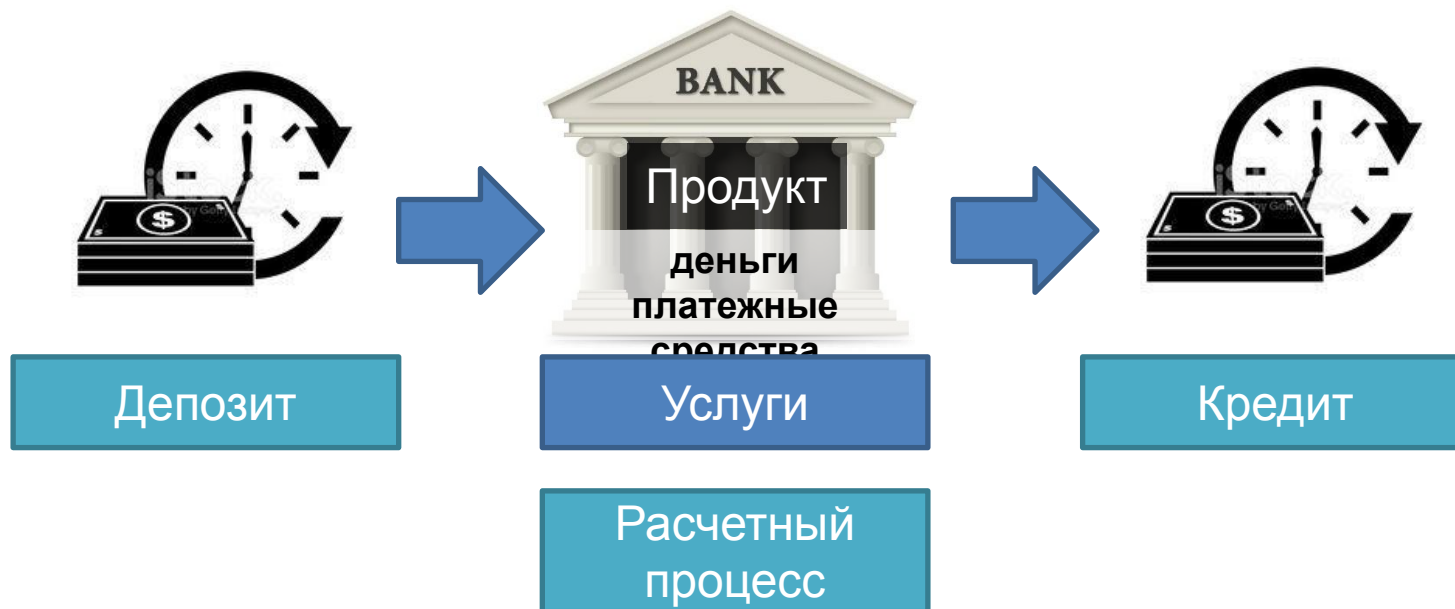 BANK
Продукт
деньги
платежные
средства
Депозит
Услуги
Кредит
Расчетный
процесс